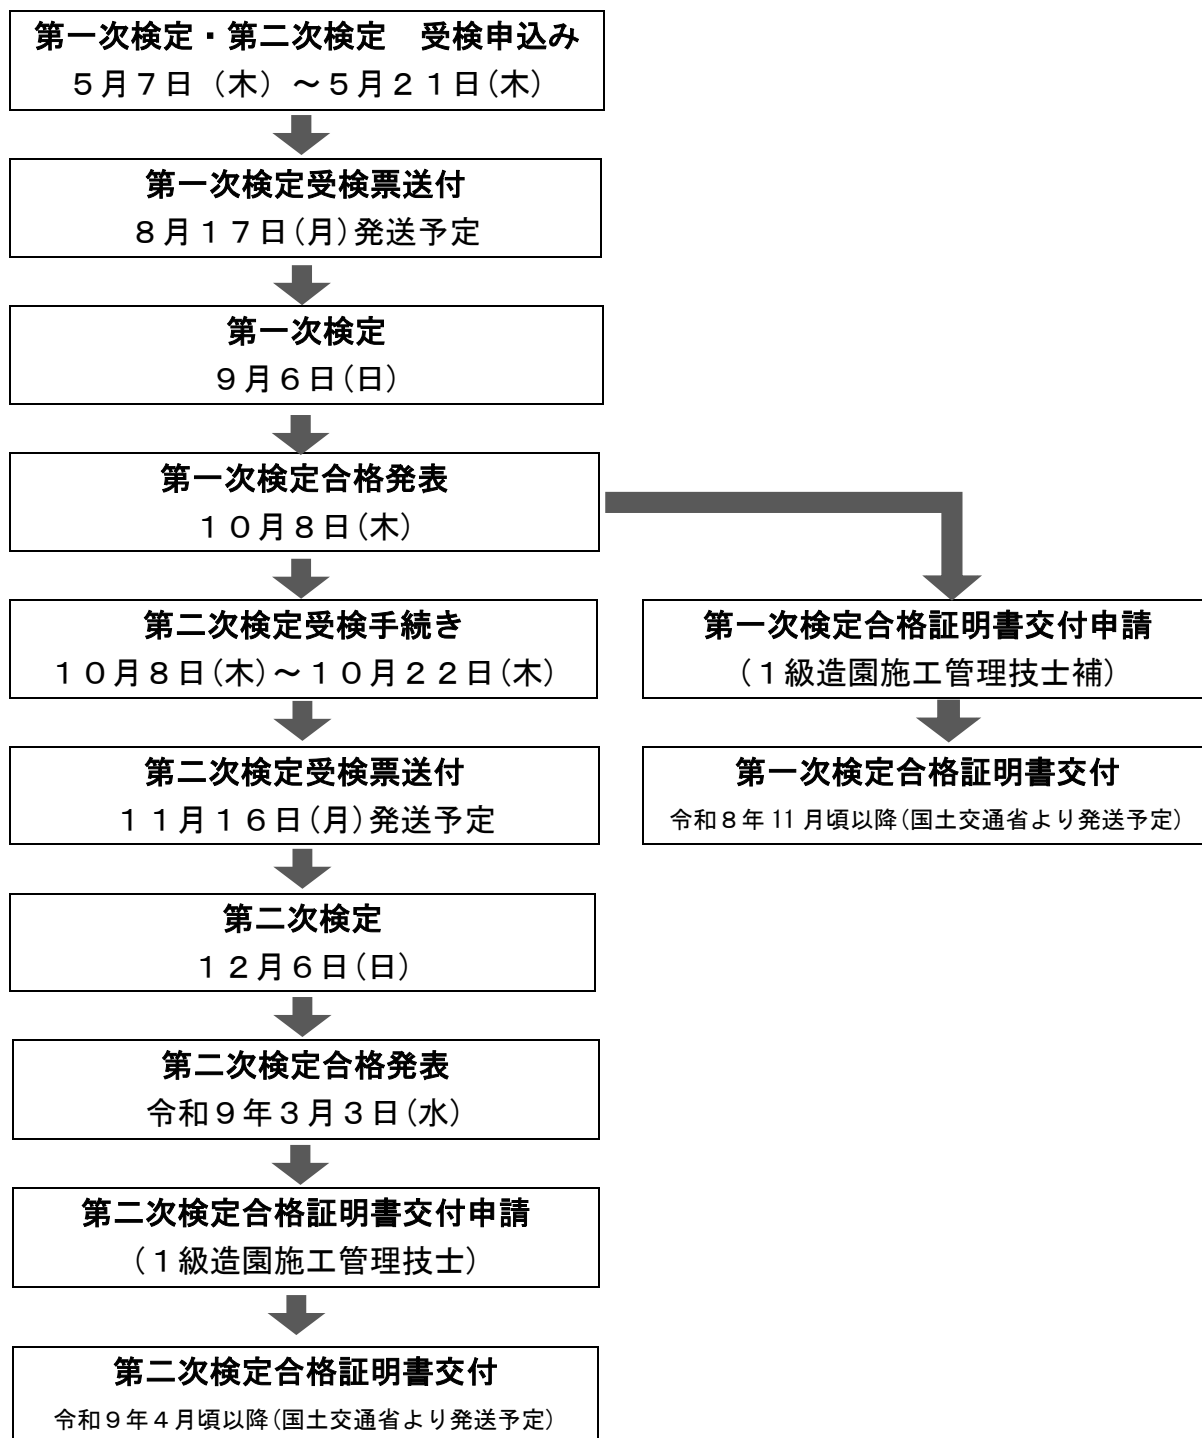 第一次検定・第二次検定　受検申込み
５月７日（木）～５月２１日(木)
第一次検定受検票送付
８月１７日(月)発送予定
第一次検定
９月６日(日)
第一次検定合格発表
１０月８日(木)
第二次検定受検手続き
１０月８日(木)～１０月２２日(木)
第一次検定合格証明書交付申請
（１級造園施工管理技士補）
第二次検定受検票送付
１１月１６日(月)発送予定
第一次検定合格証明書交付
令和８年 11 月頃以降(国土交通省より発送予定)
第二次検定
１２月６日(日)
第二次検定合格発表
令和９年３月３日(水)
第二次検定合格証明書交付申請
（１級造園施工管理技士）
第二次検定合格証明書交付
令和９年４月頃以降(国土交通省より発送予定)